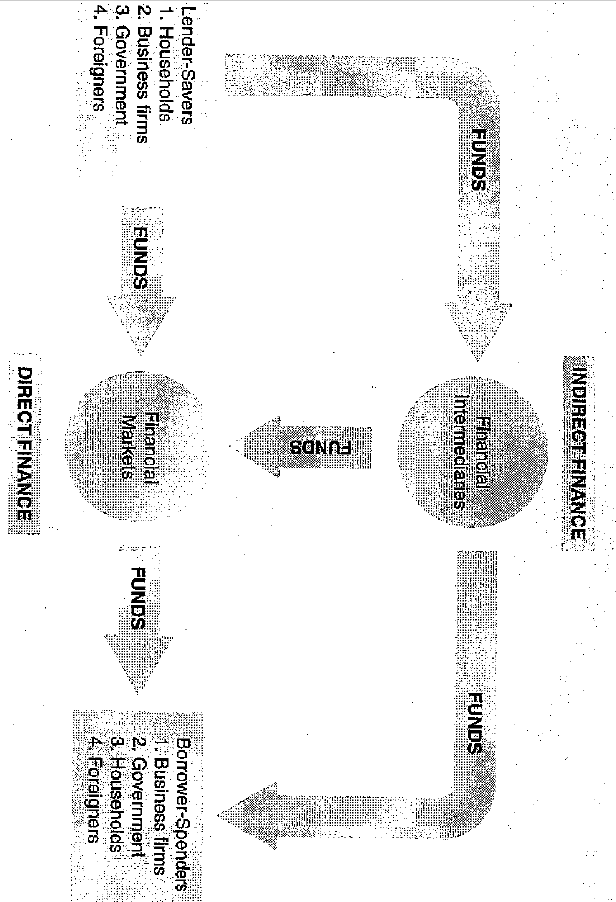 INDIRECT FINANCE
FUNDS
Financial
Intermediaries
FUNDS
FUNDS
Lender-Savers
1. Households
2. Business firms
3. Government
4. Foreigners
FUNDS
Financial
Markets
FUNDS
Borrower-Spenders
1. Business firms
2. Government
3. Households
4. Foreigners
DIRECT FINANCE